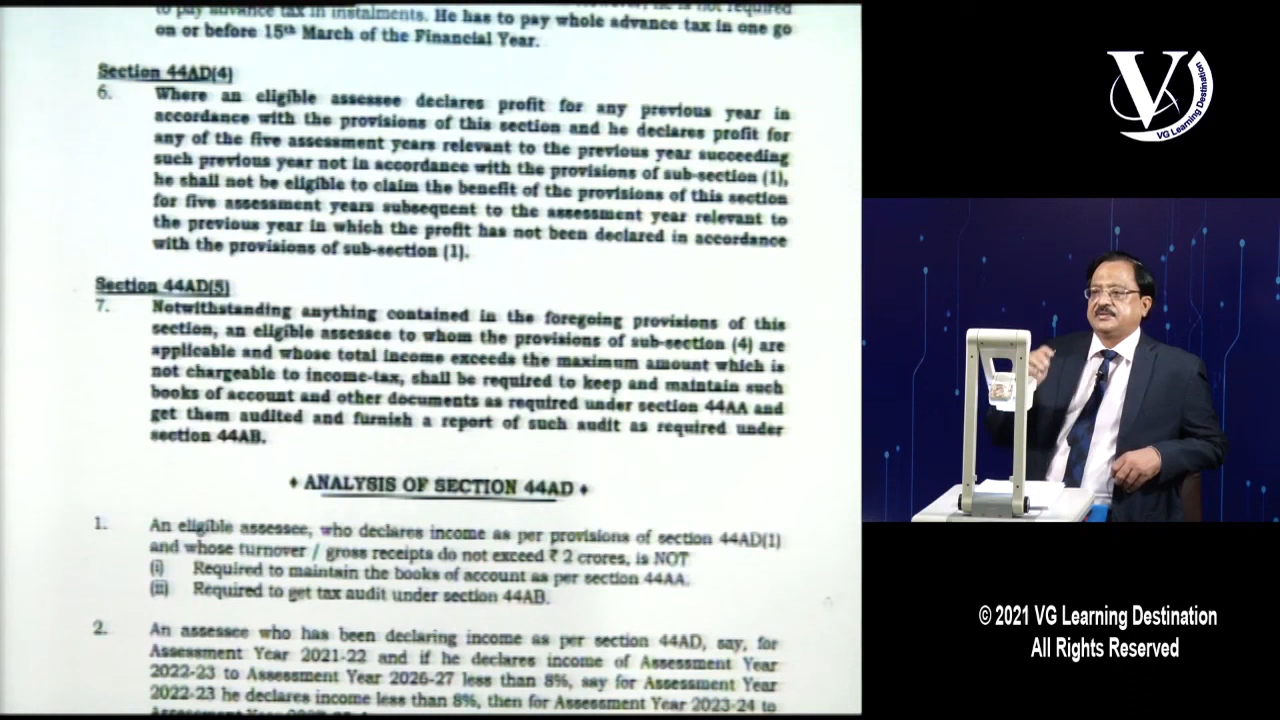 to pay advance tax in instalments. He has to pay whole advance tax in one go
on or before 15th March of the Financial Year.
Section 44AD(4)
6. Where an eligible assessee declares profit for any previous year in
accordance with the provisions of this section and he declares profit for
any of the five assessment years relevant to the previous year succeeding
such previous year not in accordance with the provisions of sub-section (1),
he shall not be eligible to claim the benefit of the provisions of this section
for five assessment years subsequent to the assessment year relevant to
the previous year in which the profit has not been declared in accordance
with the provisions of sub-section (1).
Section 44AD(5)
7. Notwithstanding anything contained in the foregoing provisions of this
section, an eligible assessee to whom the provisions of sub-section (4) are
applicable and whose total income exceeds the maximum amount which is
not chargeable to income-tax, shall be required to keep and maintain such
books of account and other documents as required under section 44AA and
get them audited and furnish a report of such audit as required under
section 44AB.
♦ ANALYSIS OF SECTION 44AD ♦
1. An eligible assessee, who declares income as per provisions of section 44AD(1)
and whose turnover / gross receipts do not exceed ₹ 2 crores, is NOT
(i) Required to maintain the books of account as per section 44AA.
(ii) Required to get tax audit under section 44AB.
2. An assessee who has been declaring income as per section 44AD, say, for
Assessment Year 2021-22 and if he declares income of Assessment Year
2022-23 to Assessment Year 2026-27 less than 8%, say for Assessment Year
2022-23 he declares income less than 8%, then for Assessment Year 2023-24 to
V
VG Learning Destination
© 2021 VG Learning Destination
All Rights Reserved